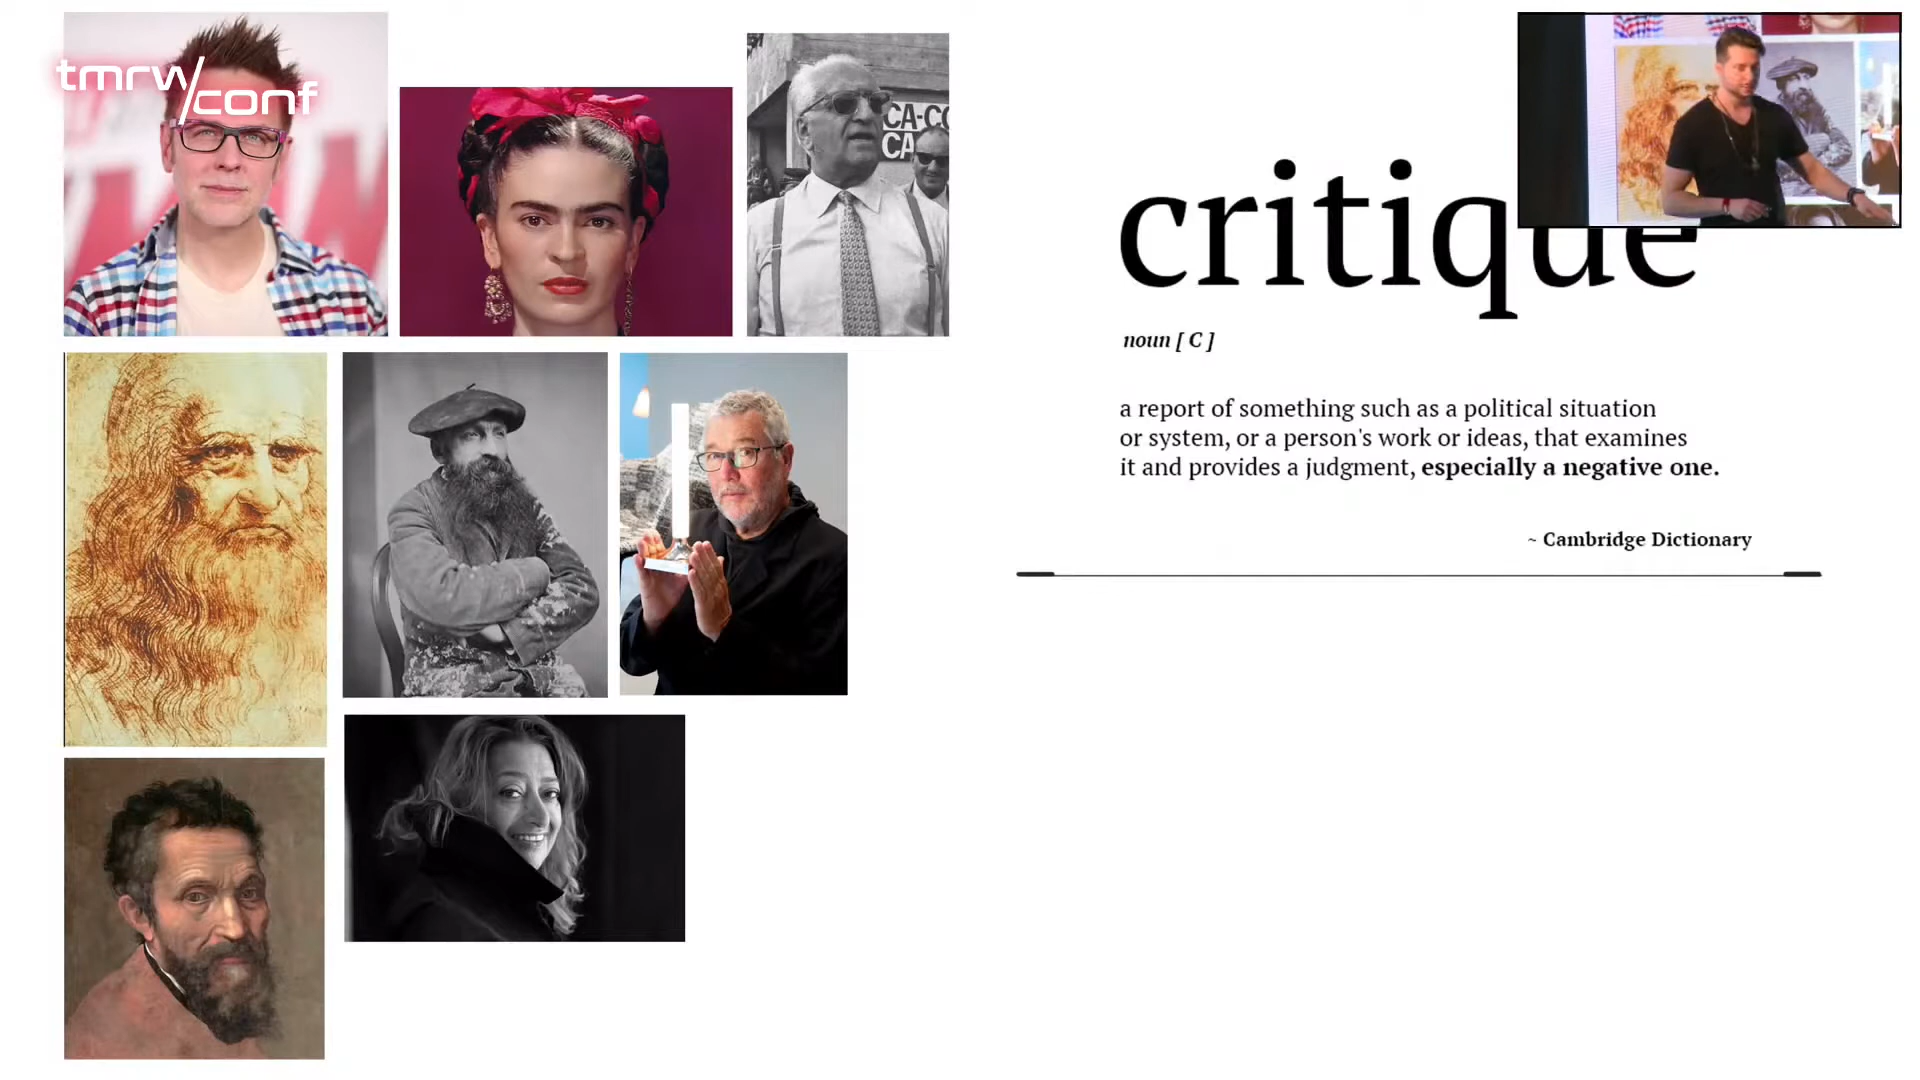 tmrw/conf
CA-CO
CA
critique
noun [ C ]
a report of something such as a political situation
or system, or a person's work or ideas, that examines
it and provides a judgment, especially a negative one.
~ Cambridge Dictionary